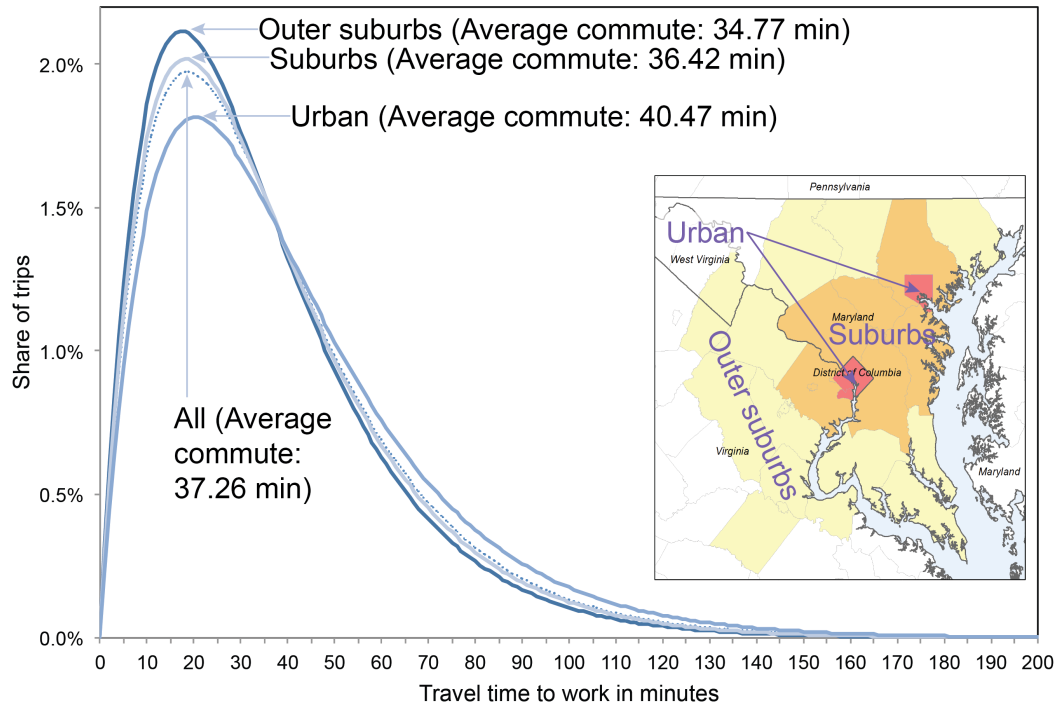 Outer suburbs (Average commute: 34.77 min)
Suburbs (Average commute: 36.42 min)
Urban (Average commute: 40.47 min)
All (Average
commute:
37.26 min)
2.0%
1.5%
1.0%
0.5%
0.0%
Share of trips
0 10 20 30 40 50 60 70 80 90 100 110 120 130 140 150 160 170 180 190 200
Travel time to work in minutes
Pennsylvania
Urban
West Virginia
Maryland
Suburbs
District of Columbia
Outer suburbs
Virginia
Maryland